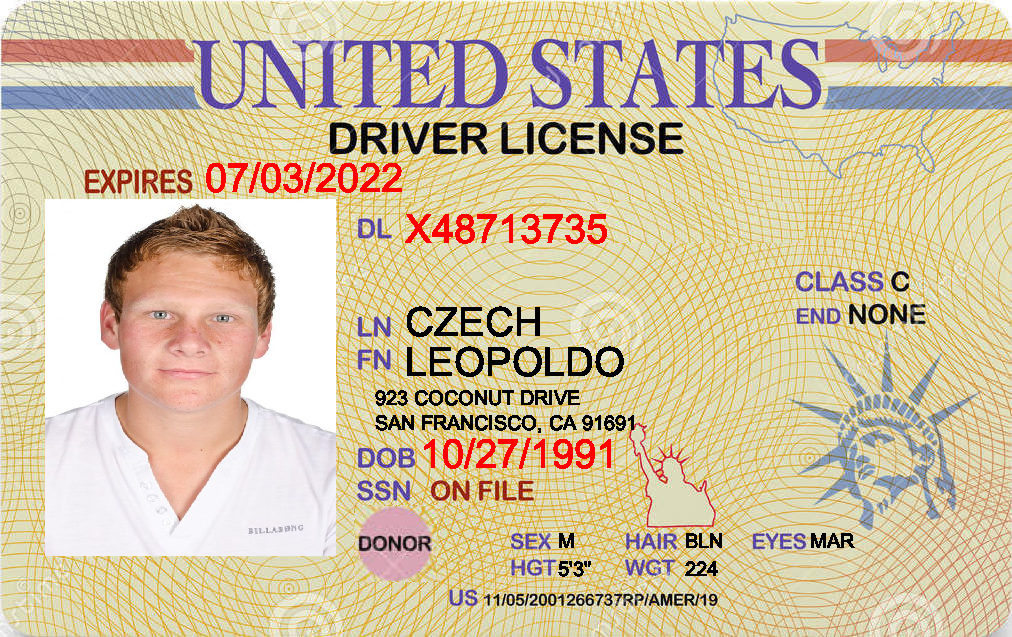 UNITED STATES
DRIVER LICENSE
EXPIRES 07/03/2022
DL X48713735
CLASS C
END NONE
LN CZECH
FN LEOPOLDO
923 COCONUT DRIVE
SAN FRANCISCO, CA 91691
DOB 10/27/1991
SSN ON FILE
BILLABONG
DONOR
SEX M HAIR BLN EYES MAR
HGT 5'3" WGT 224
US 11/05/2001266737RP/AMER/19